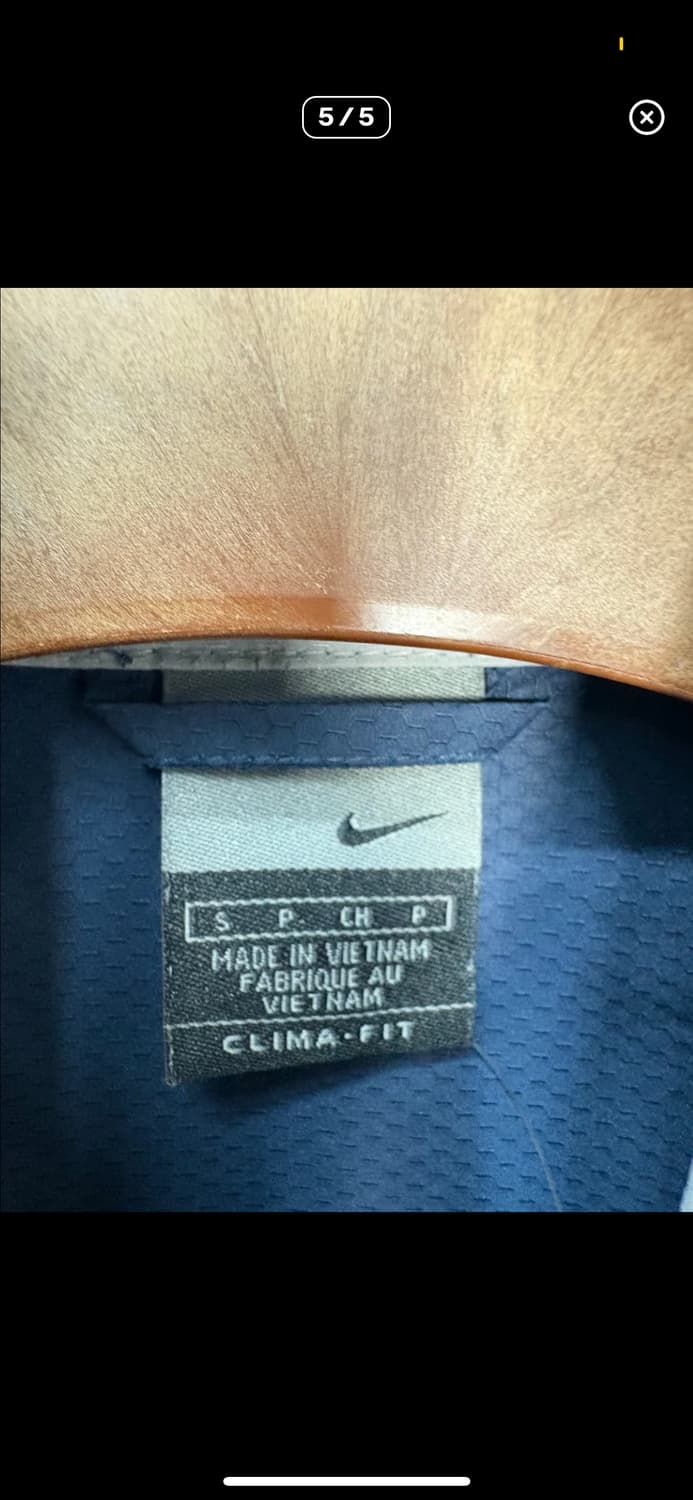 5/5
S P CH P
MADE IN VIETNAM
FABRIQUE AU
VIETNAM
CLIMA·FIT